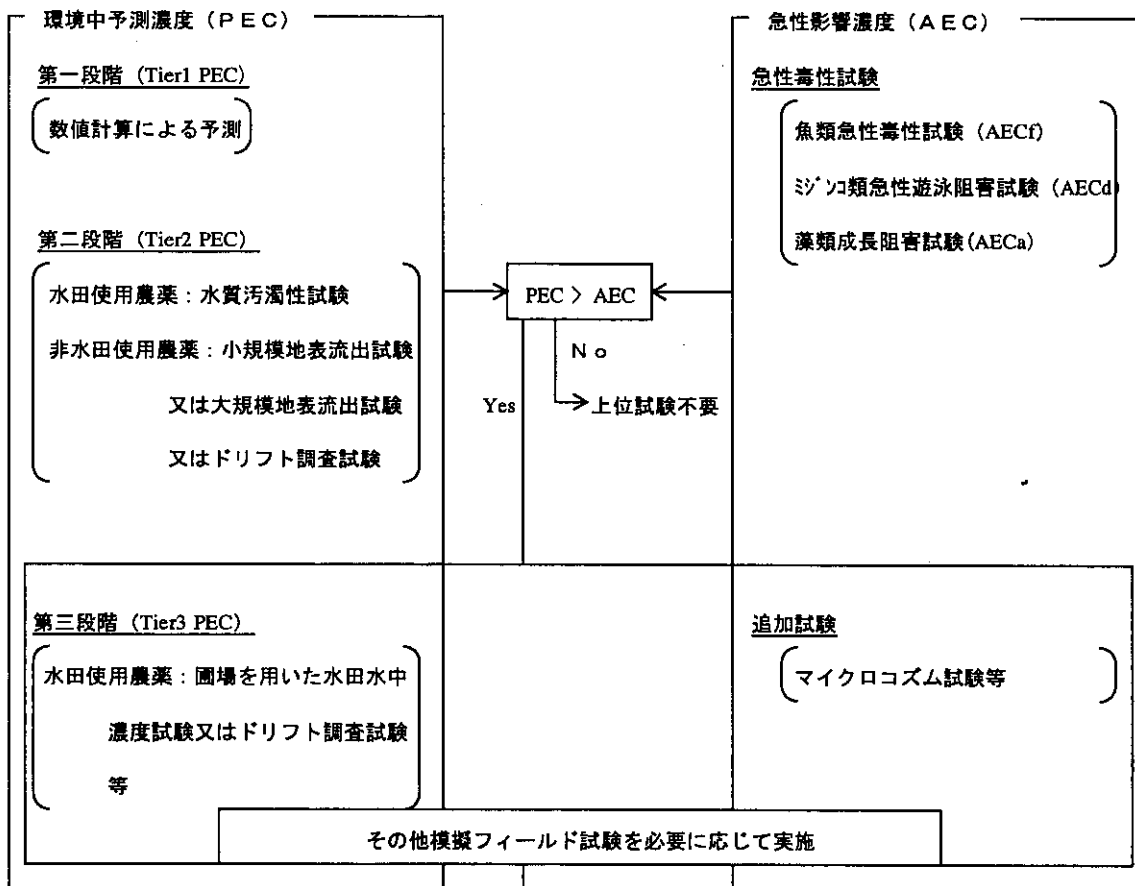 環境中予測濃度（PEC）
第一段階（Tier1 PEC）
数値計算による予測
第二段階（Tier2 PEC）
水田使用農薬：水質汚濁性試験
非水田使用農薬：小規模地表流出試験
又は大規模地表流出試験
又はドリフト調査試験
PEC > AEC
No
Yes
上位試験不要
急性影響濃度（AEC）
急性毒性試験
魚類急性毒性試験（AECf）
ﾐｼﾞﾝｺ類急性遊泳阻害試験（AECd）
藻類成長阻害試験(AECa)
第三段階（Tier3 PEC）
水田使用農薬：圃場を用いた水田水中
濃度試験又はドリフト調査試験
等
追加試験
マイクロコズム試験等
その他模擬フィールド試験を必要に応じて実施